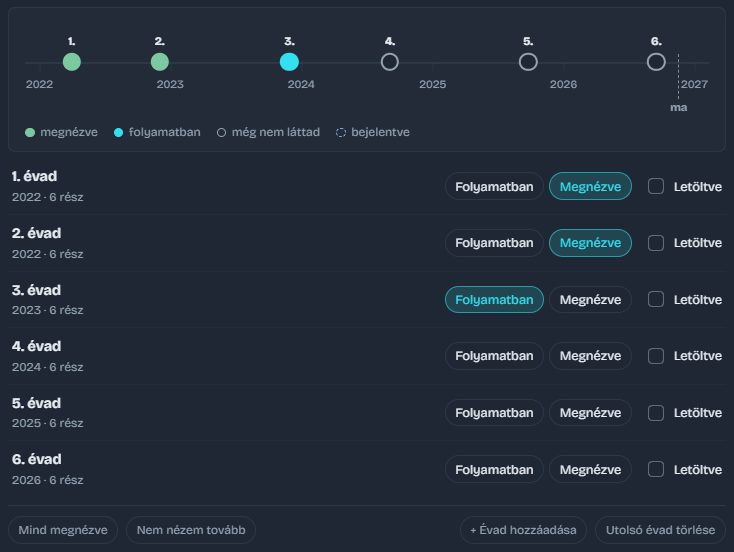 1. 2. 3. 4. 5. 6.
2022 2023 2024 2025 2026 2027
ma
megnézve folyamatban még nem láttad bejelentve
1. évad
2022 · 6 rész
Folyamatban Megnézve Letöltve
2. évad
2022 · 6 rész
Folyamatban Megnézve Letöltve
3. évad
2023 · 6 rész
Folyamatban Megnézve Letöltve
4. évad
2024 · 6 rész
Folyamatban Megnézve Letöltve
5. évad
2025 · 6 rész
Folyamatban Megnézve Letöltve
6. évad
2026 · 6 rész
Folyamatban Megnézve Letöltve
Mind megnézve Nem nézem tovább + Évad hozzáadása Utolsó évad törlése